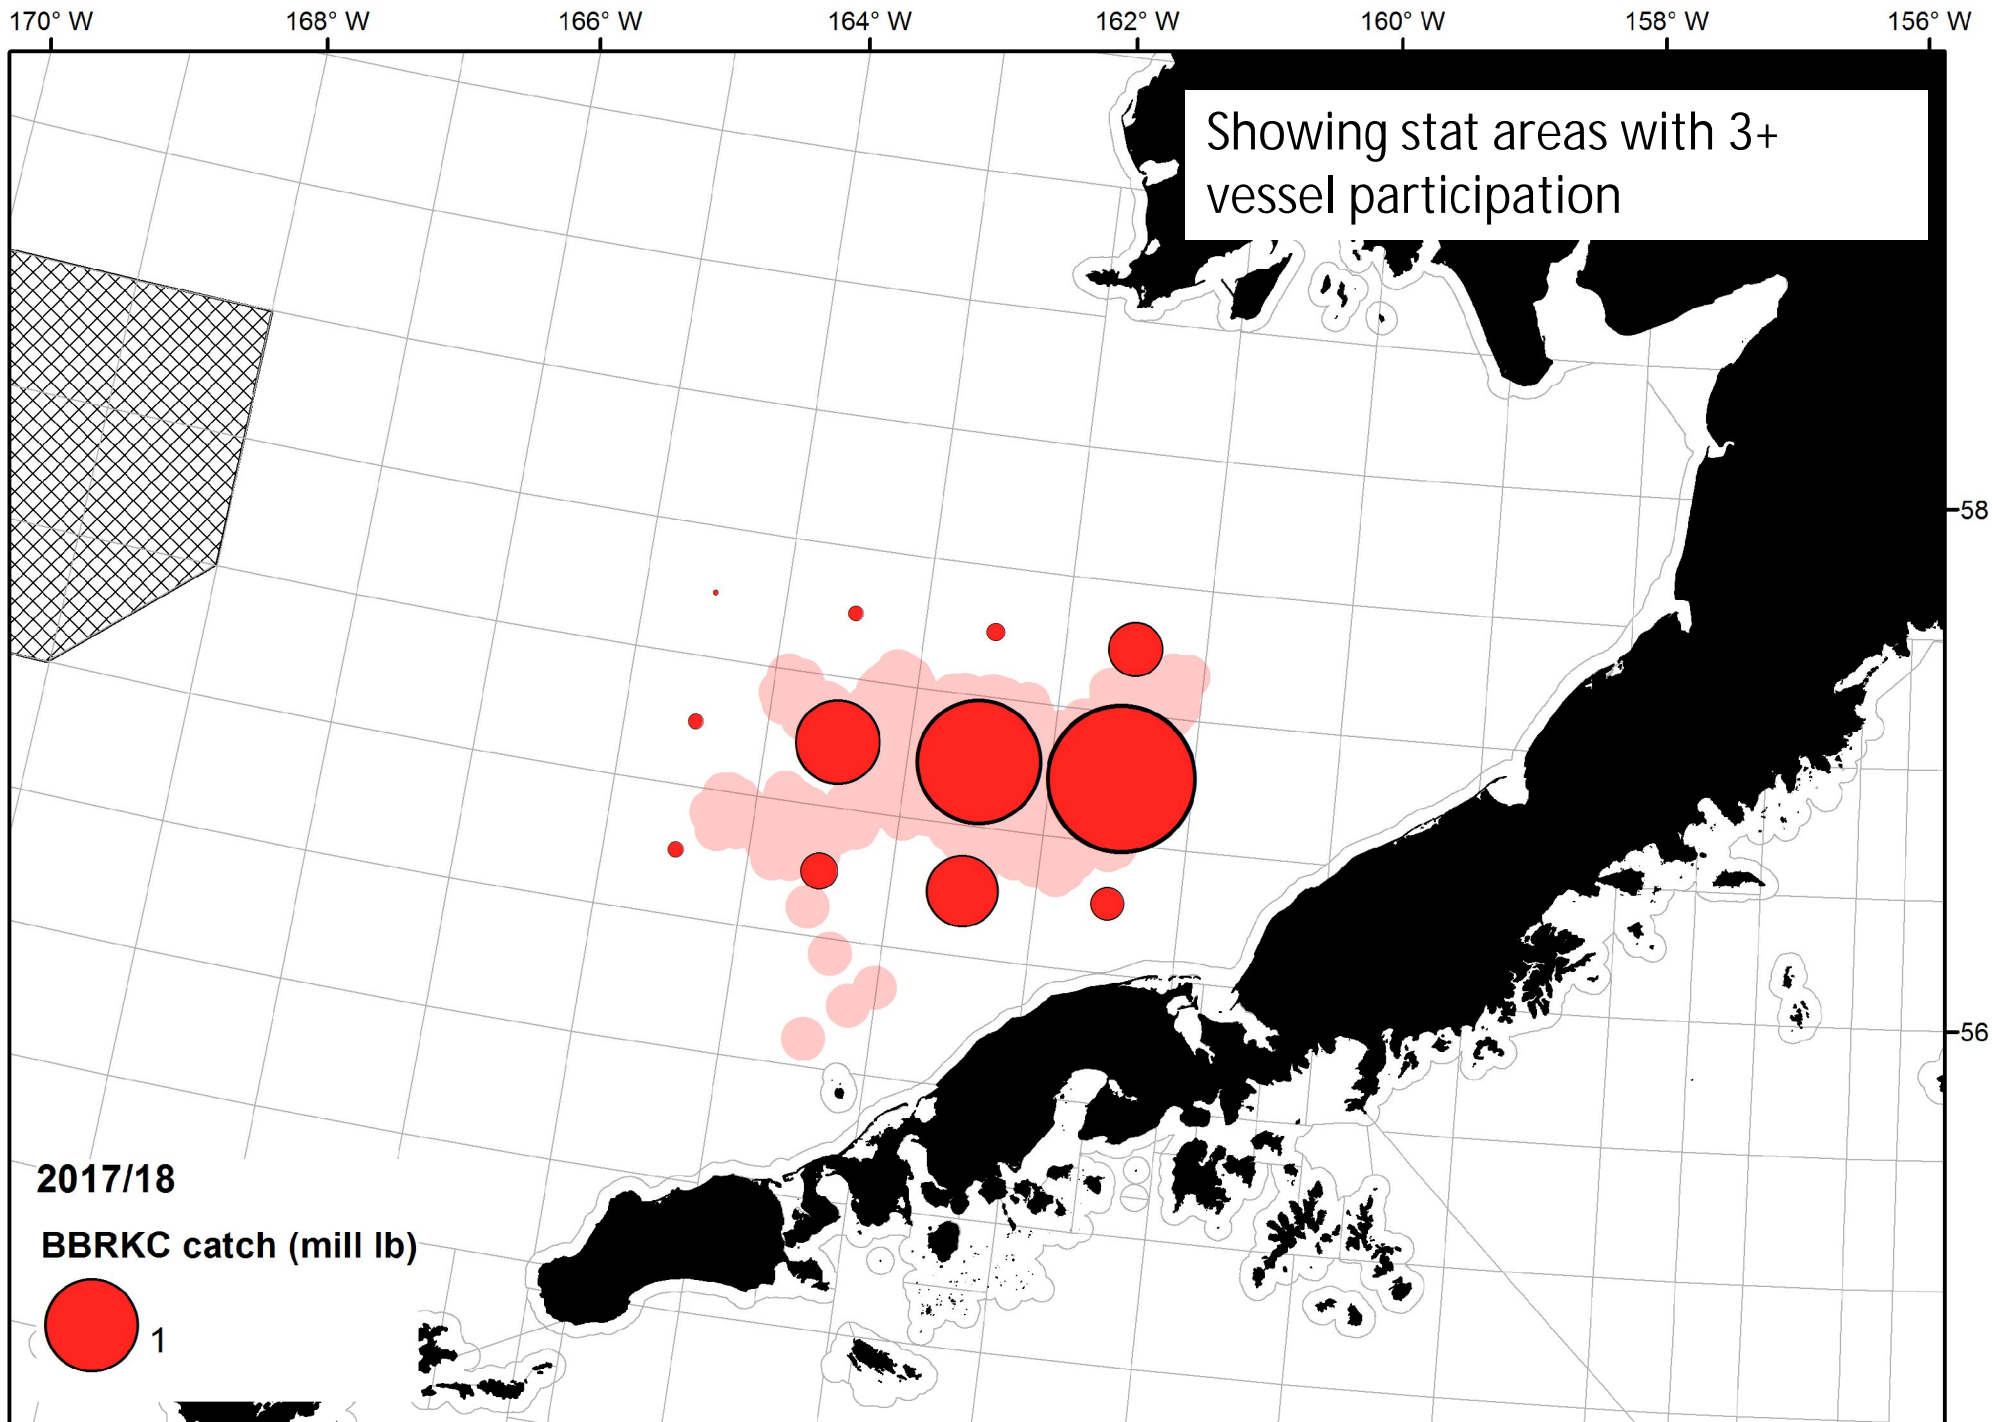 170° W 168° W 166° W 164° W 162° W 160° W 158° W 156° W
Showing stat areas with 3+
vessel participation
58
56
2017/18
BBRKC catch (mill lb)
1